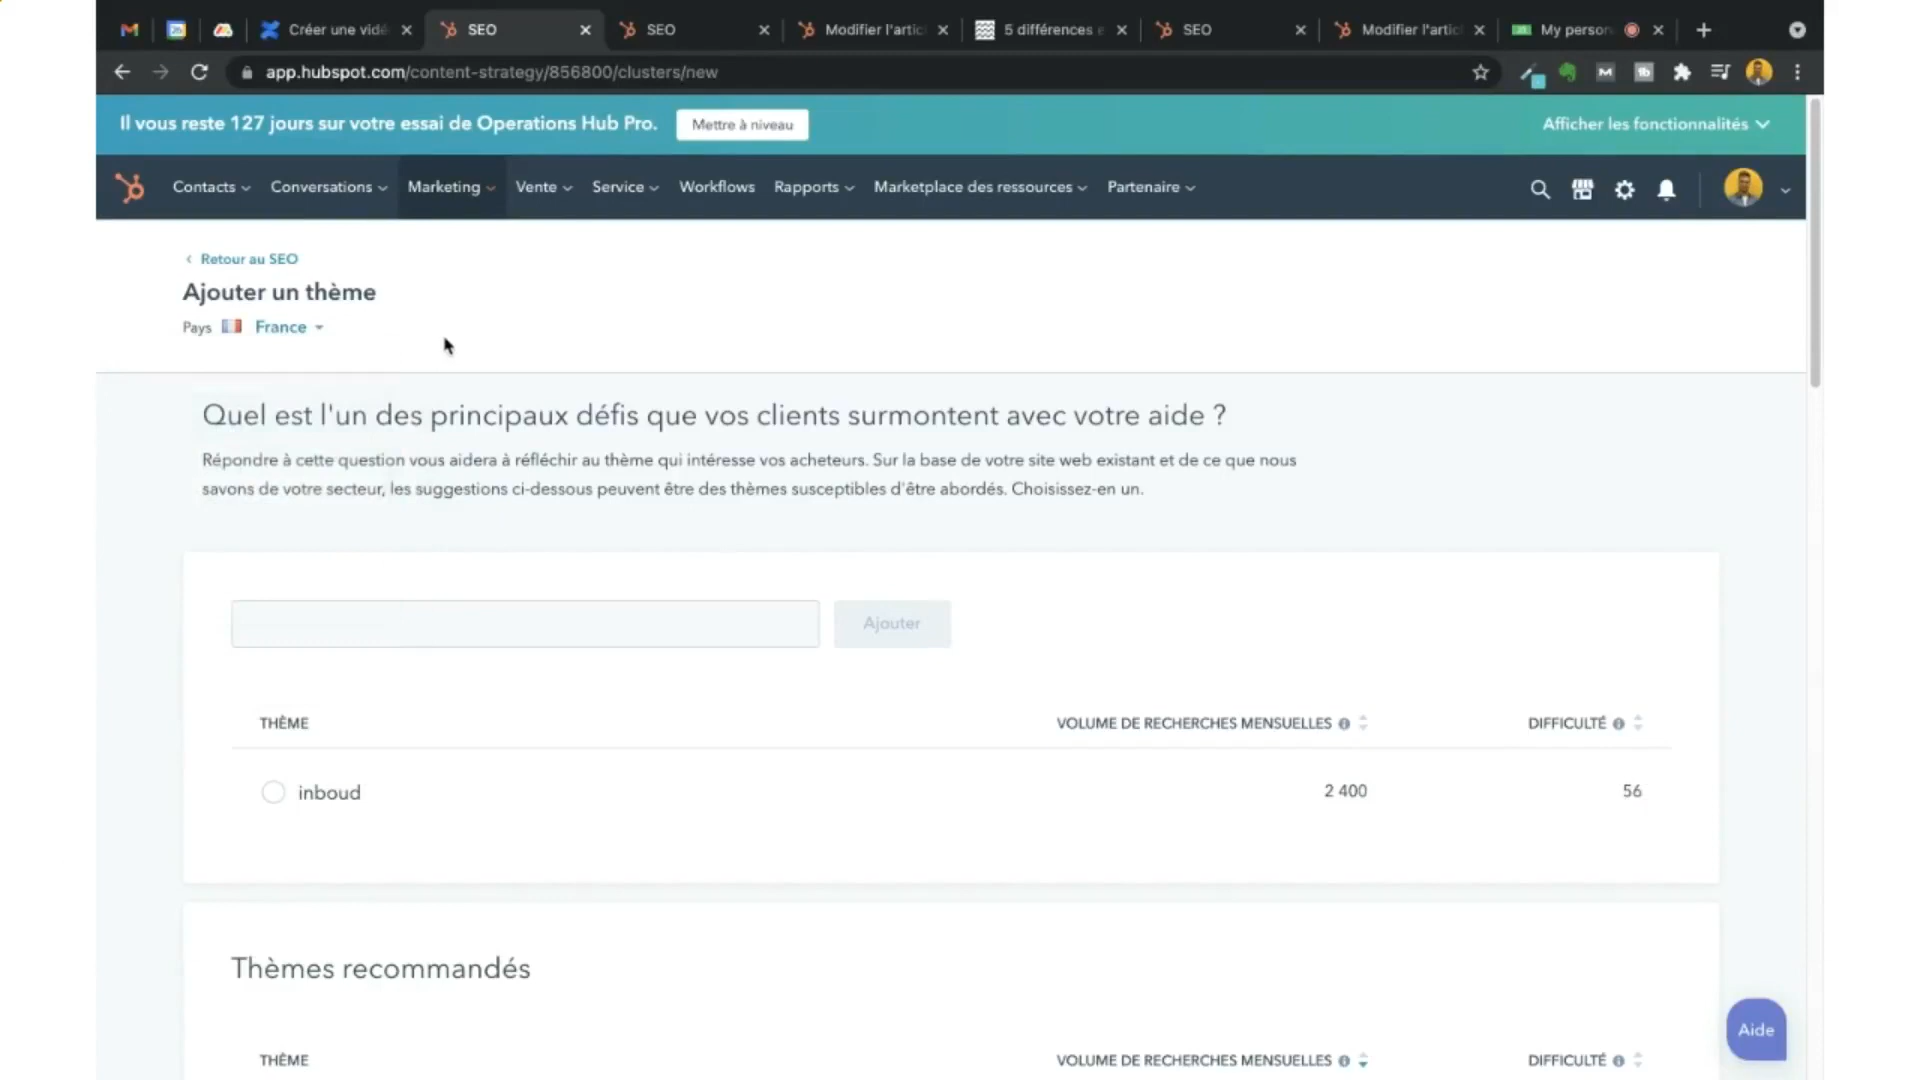 Créer une vidé
SEO
SEO
Modifier l'artic
5 différences e
SEO
Modifier l'artic
My person
app.hubspot.com/content-strategy/856800/clusters/new
Il vous reste 127 jours sur votre essai de Operations Hub Pro.
Mettre à niveau
Afficher les fonctionnalités
Contacts
Conversations
Marketing
Vente
Service
Workflows
Rapports
Marketplace des ressources
Partenaire
Retour au SEO
Ajouter un thème
Pays France
Quel est l'un des principaux défis que vos clients surmontent avec votre aide ?
Répondre à cette question vous aidera à réfléchir au thème qui intéresse vos acheteurs. Sur la base de votre site web existant et de ce que nous
savons de votre secteur, les suggestions ci-dessous peuvent être des thèmes susceptibles d'être abordés. Choisissez-en un.
Ajouter
THÈME
VOLUME DE RECHERCHES MENSUELLES
DIFFICULTÉ
inboud
2 400
56
Thèmes recommandés
THÈME
VOLUME DE RECHERCHES MENSUELLES
DIFFICULTÉ
Aide